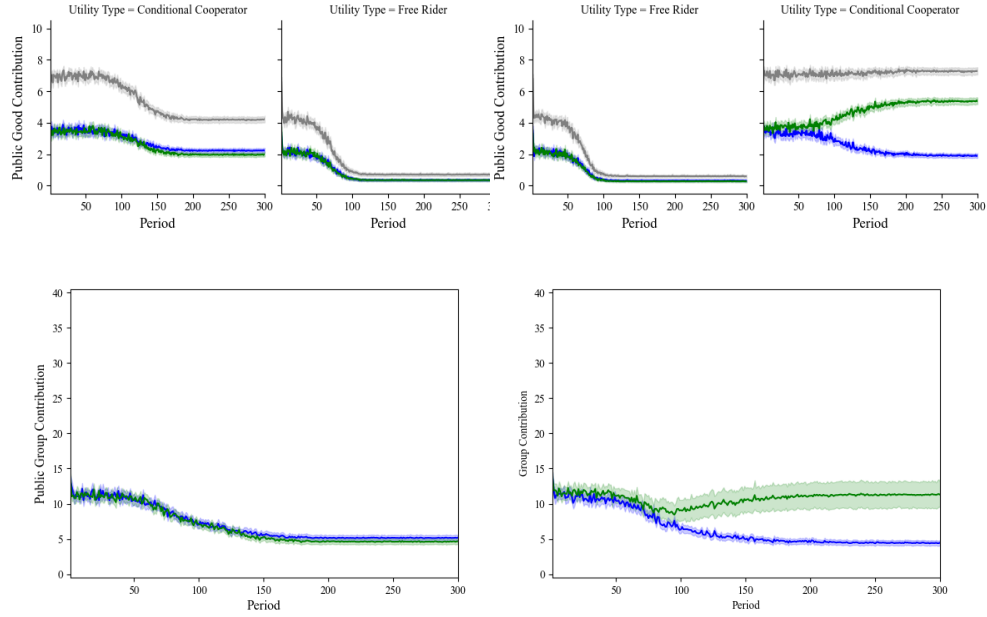 Utility Type = Conditional Cooperator
Utility Type = Free Rider
Utility Type = Free Rider
Utility Type = Conditional Cooperator
Public Good Contribution
10
8
6
4
2
0
50 100 150 200 250 300
Period
50 100 150 200 250
Period
Public Good Contribution
10
8
6
4
2
0
50 100 150 200 250 300
Period
50 100 150 200 250 300
Period
Public Group Contribution
40
35
30
25
20
15
10
5
0
50 100 150 200 250 300
Period
Group Contribution
40
35
30
25
20
15
10
5
0
50 100 150 200 250 300
Period